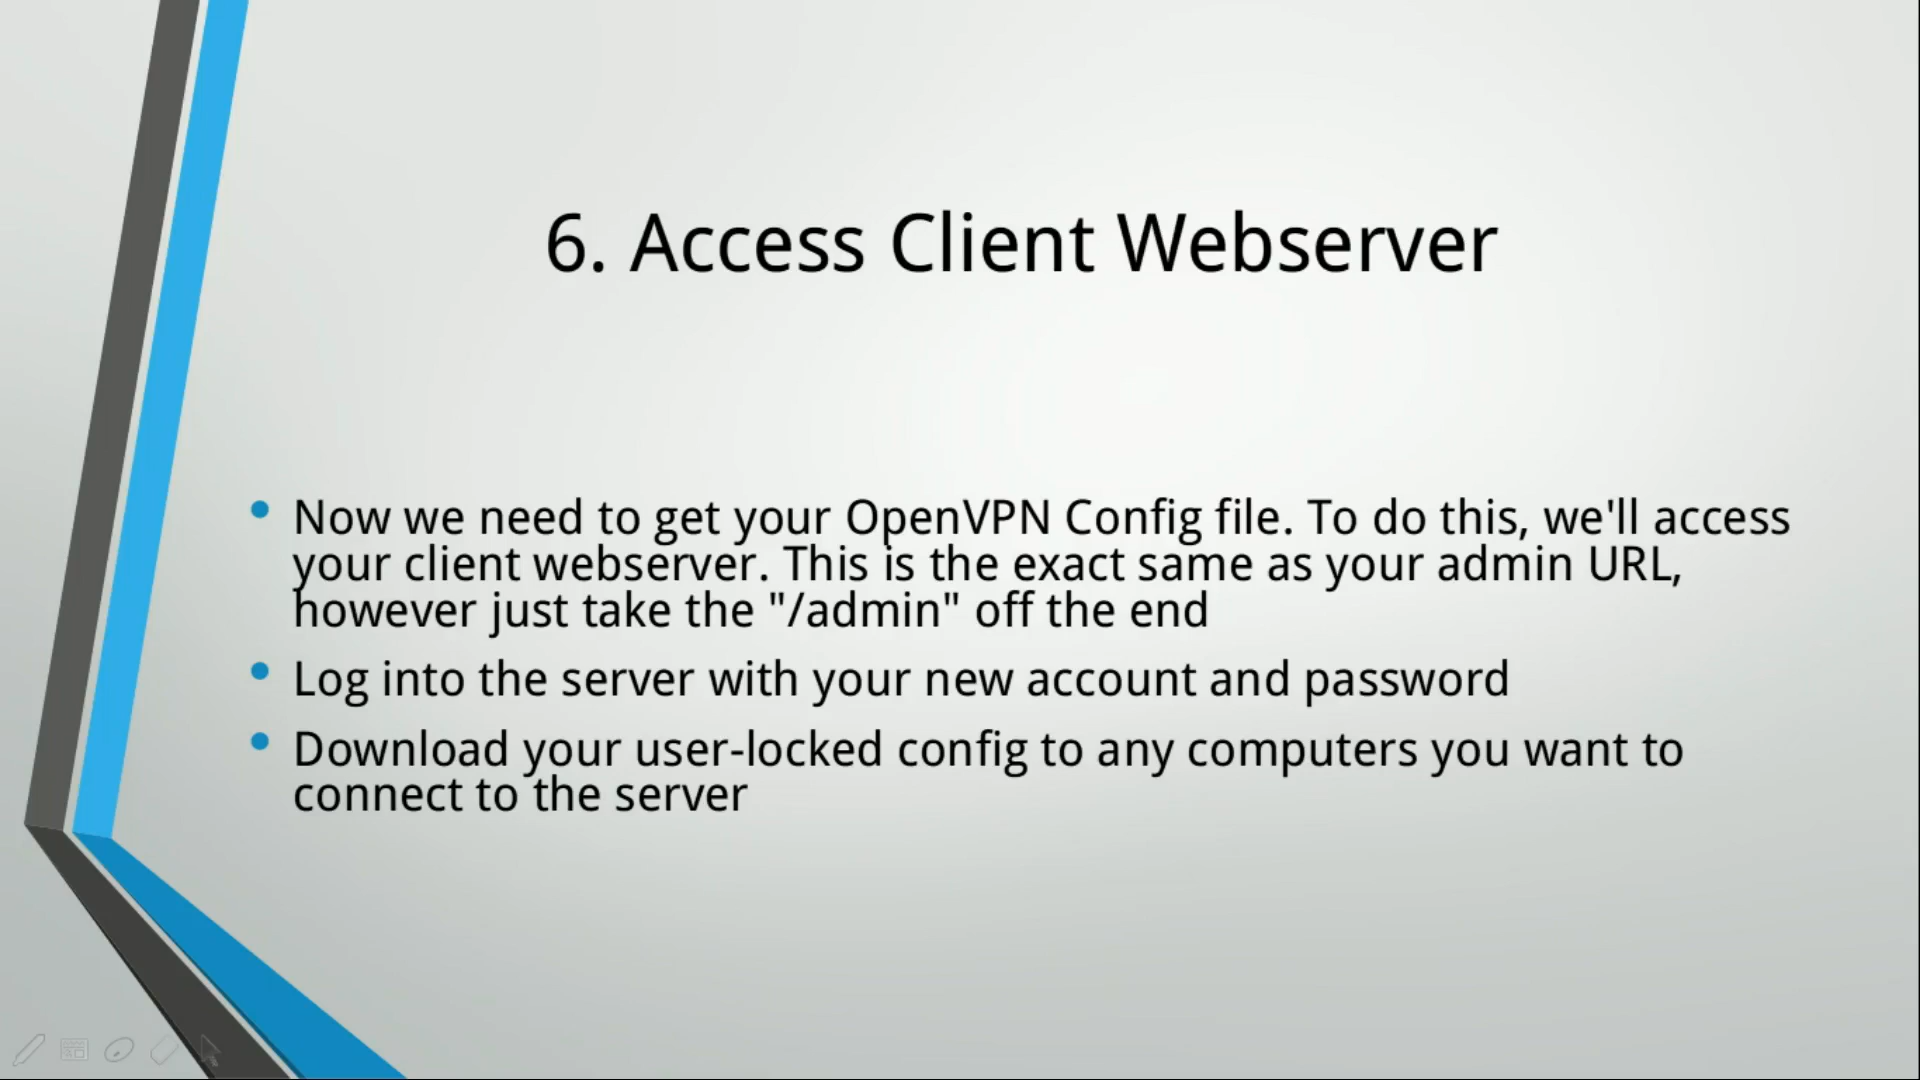 6. Access Client Webserver
• Now we need to get your OpenVPN Config file. To do this, we'll access
your client webserver. This is the exact same as your admin URL,
however just take the "/admin" off the end
• Log into the server with your new account and password
• Download your user-locked config to any computers you want to
connect to the server